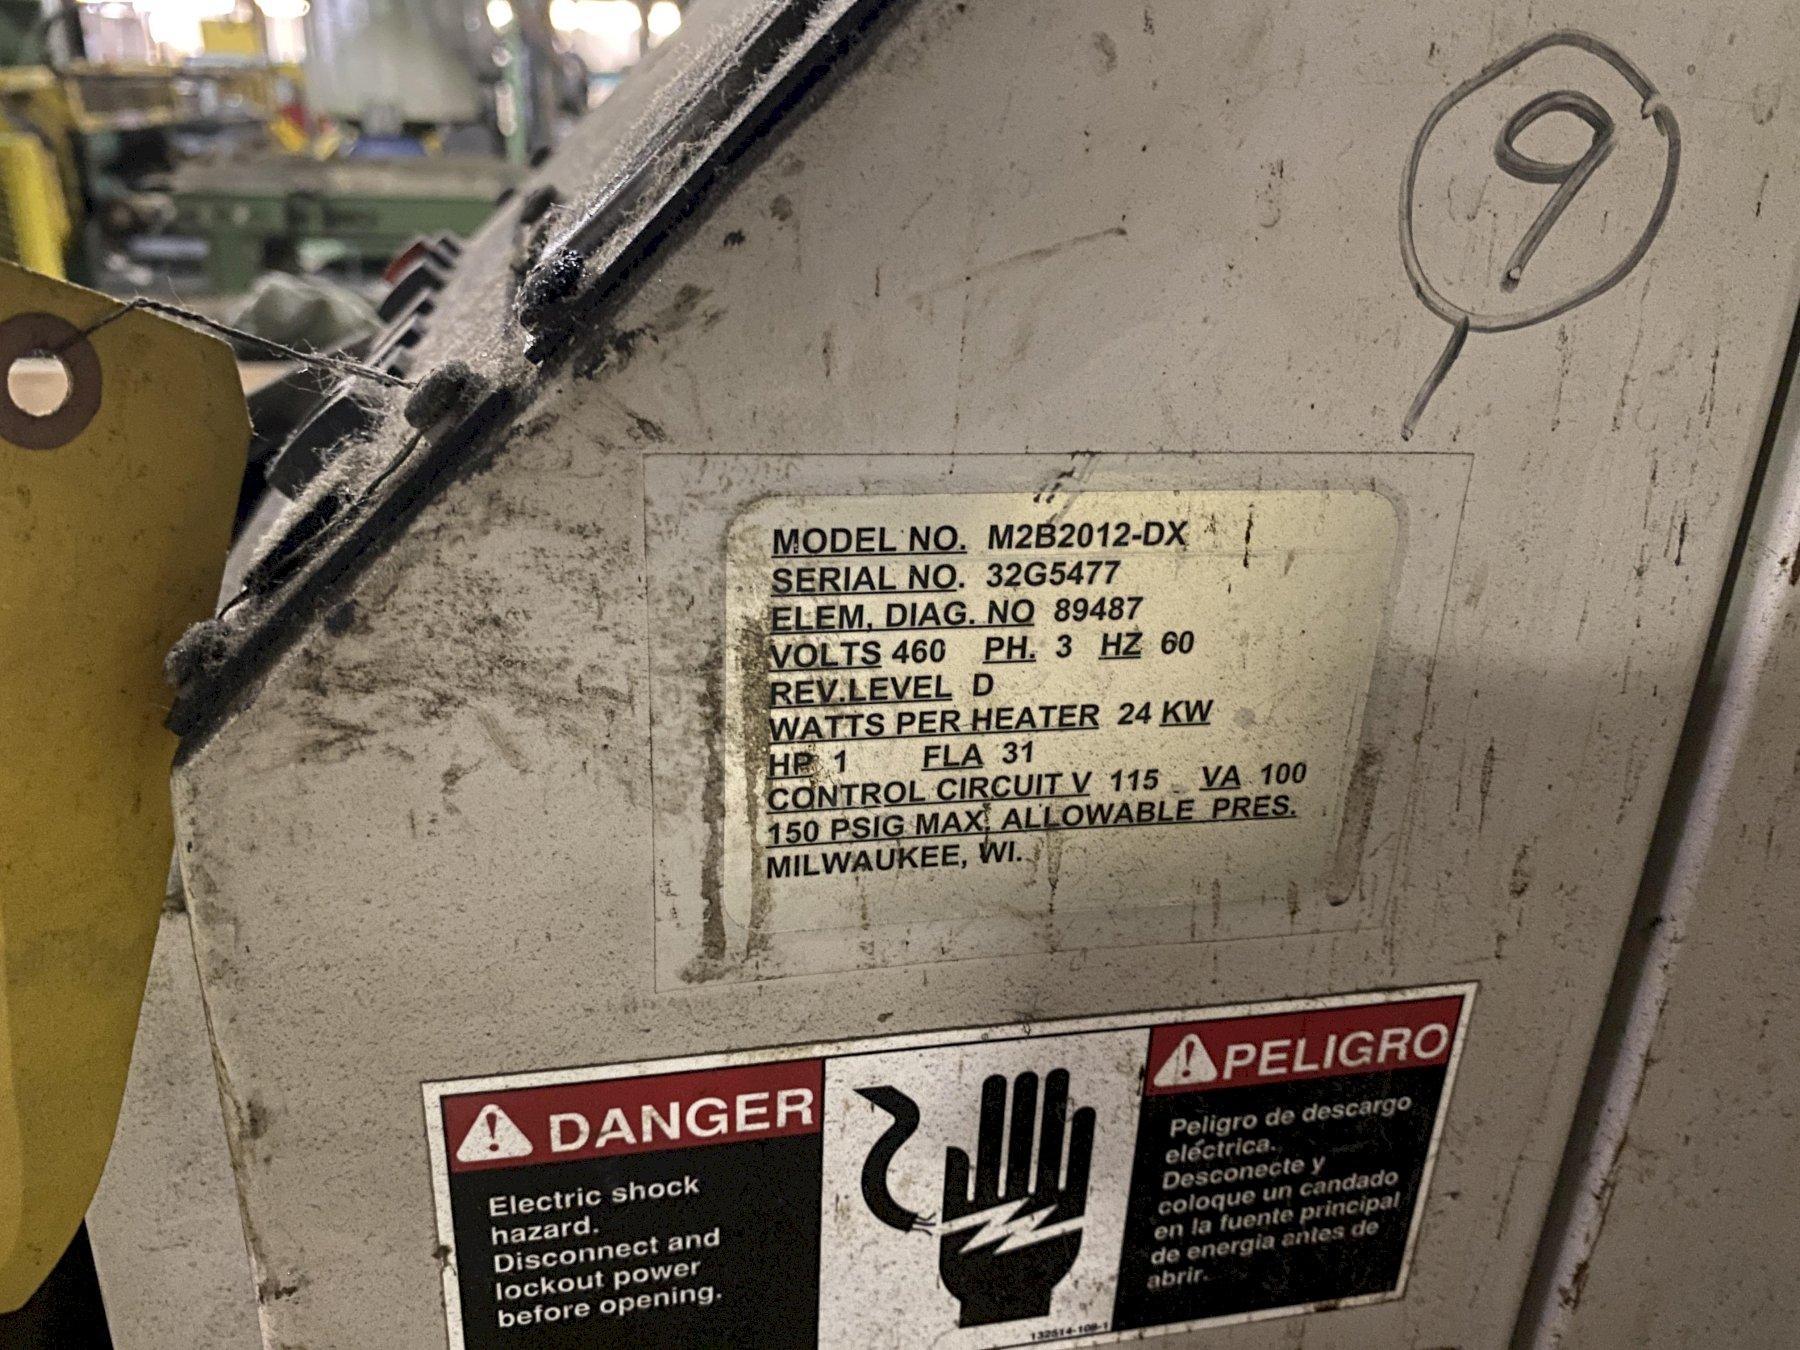 9
MODEL NO. M2B2012-DX
SERIAL NO. 32G5477
ELEM, DIAG. NO 89487
VOLTS 460 PH. 3 HZ 60
REV.LEVEL D
WATTS PER HEATER 24 KW
HP 1 FLA 31
CONTROL CIRCUIT V 115 VA 100
150 PSIG MAX. ALLOWABLE PRES.
MILWAUKEE, WI.
DANGER
Electric shock
hazard.
Disconnect and
lockout power
before opening.
PELIGRO
Peligro de descargo
eléctrica.
Desconecte y
coloque un candado
en la fuente principal
de energia antes de
abrir.
132514-108-1